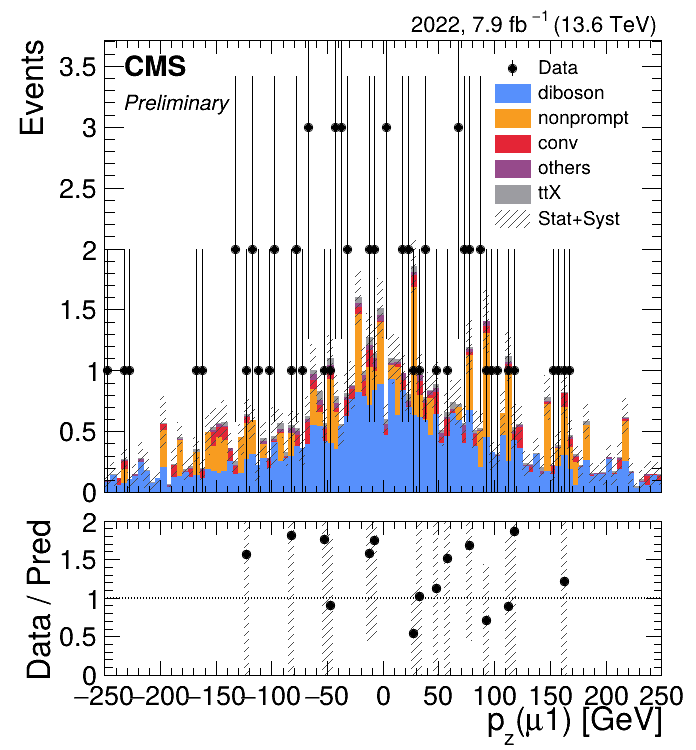 2022, 7.9 fb⁻¹ (13.6 TeV)
Events
3.5
3
2.5
2
1.5
1
0.5
0
CMS
Preliminary
Data
diboson
nonprompt
conv
others
ttX
Stat+Syst
Data / Pred
2
1.5
1
0.5
0
−250 −200 −150 −100 −50 0 50 100 150 200 250
p_z(μ1) [GeV]